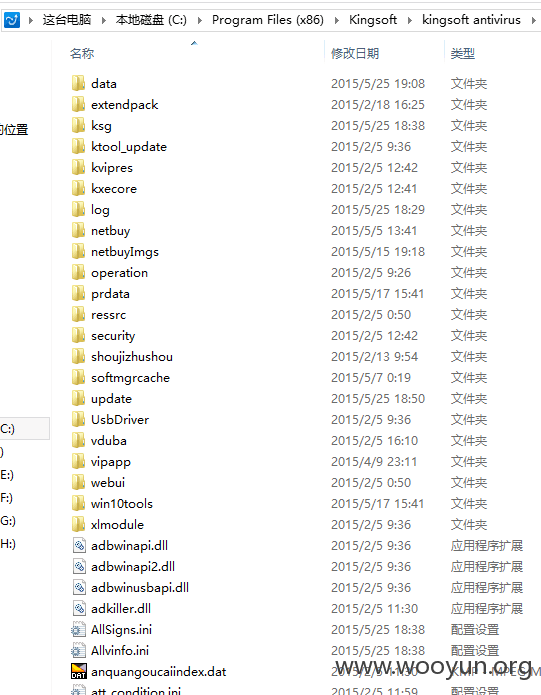 这台电脑 本地磁盘 (C:) Program Files (x86) Kingsoft kingsoft antivirus
名称 修改日期 类型
data 2015/5/25 19:08 文件夹
extendpack 2015/2/18 16:25 文件夹
ksg 2015/5/25 18:38 文件夹
的位置
ktool_update 2015/2/5 9:36 文件夹
kvipres 2015/2/5 12:42 文件夹
kxecore 2015/2/5 12:41 文件夹
log 2015/5/25 18:29 文件夹
netbuy 2015/5/5 13:41 文件夹
netbuyImgs 2015/5/15 19:18 文件夹
operation 2015/2/5 9:26 文件夹
prdata 2015/5/17 15:41 文件夹
ressrc 2015/2/5 0:50 文件夹
security 2015/2/5 12:42 文件夹
shoujizhushou 2015/2/13 9:54 文件夹
softmgrcache 2015/5/7 0:19 文件夹
update 2015/5/25 18:50 文件夹
UsbDriver 2015/2/5 9:36 文件夹
C:)
vduba 2015/2/5 16:10 文件夹
)
vipapp 2015/4/9 23:11 文件夹
E:)
webui 2015/2/5 0:50 文件夹
F:)
win10tools 2015/5/17 15:41 文件夹
G:)
xlmodule 2015/2/5 9:36 文件夹
H:)
adbwinapi.dll 2015/2/5 9:36 应用程序扩展
adbwinapi2.dll 2015/2/5 9:36 应用程序扩展
adbwinusbapi.dll 2015/2/5 9:36 应用程序扩展
adkiller.dll 2015/2/5 11:30 应用程序扩展
AllSigns.ini 2015/5/25 18:38 配置设置
Allvinfo.ini 2015/5/25 18:38 配置设置
DAT anquangoucaiindex.dat 2015/2/5 11:30 KMP - MPEG M
www.wooyun.org
att_condition.ini 2015/2/5 11:59 配置设置